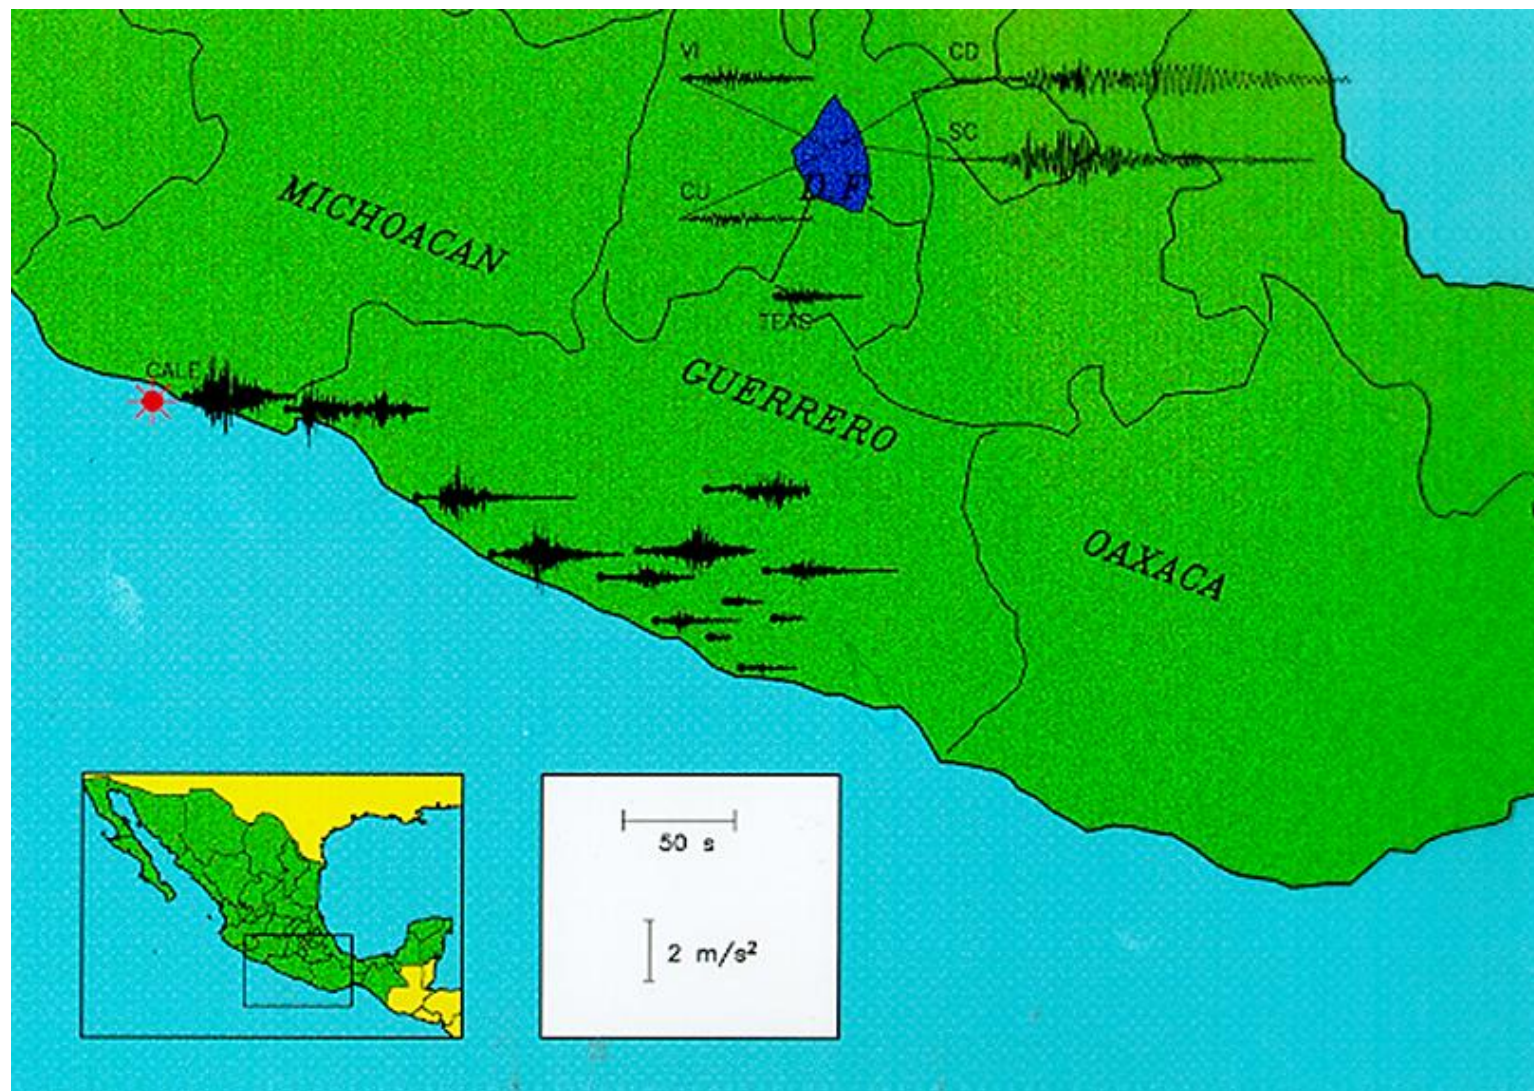 VI
CD
SC
D. F.
CU
MICHOACAN
TEAS
CALE
GUERRERO
OAXACA
50 s
2 m/s²